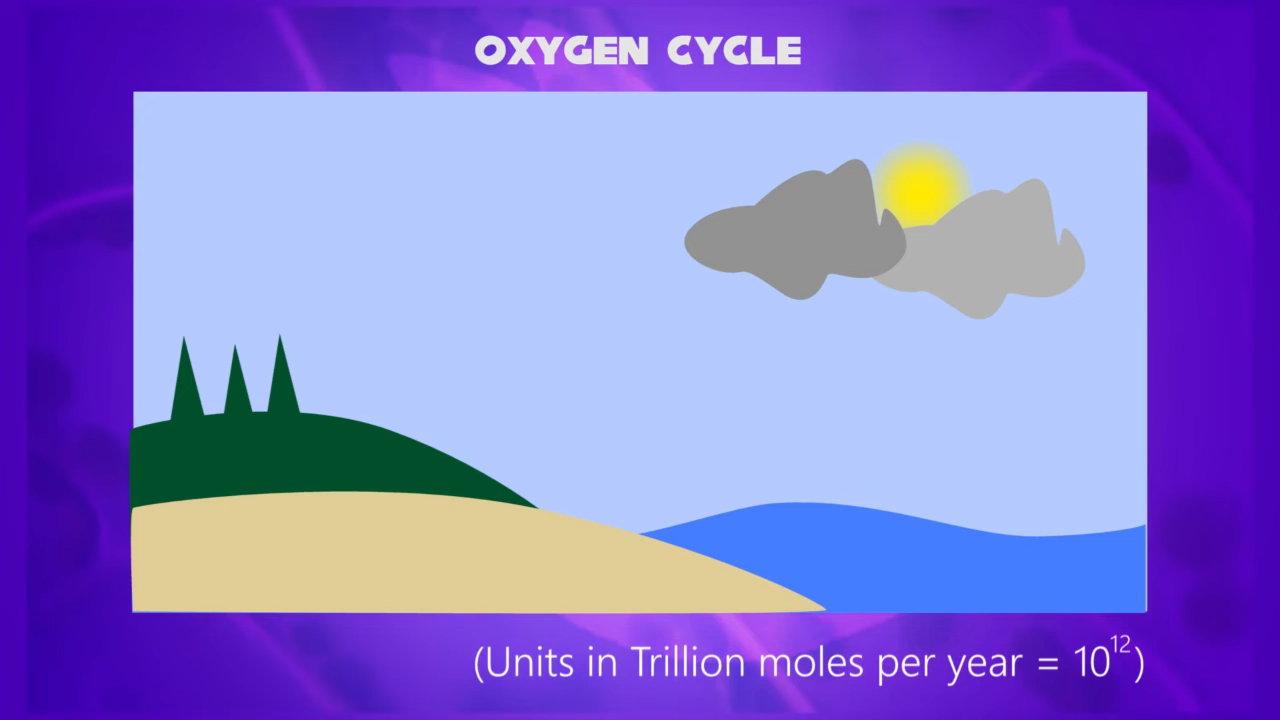 OXYGEN CYCLE
(Units in Trillion moles per year = 10¹²)